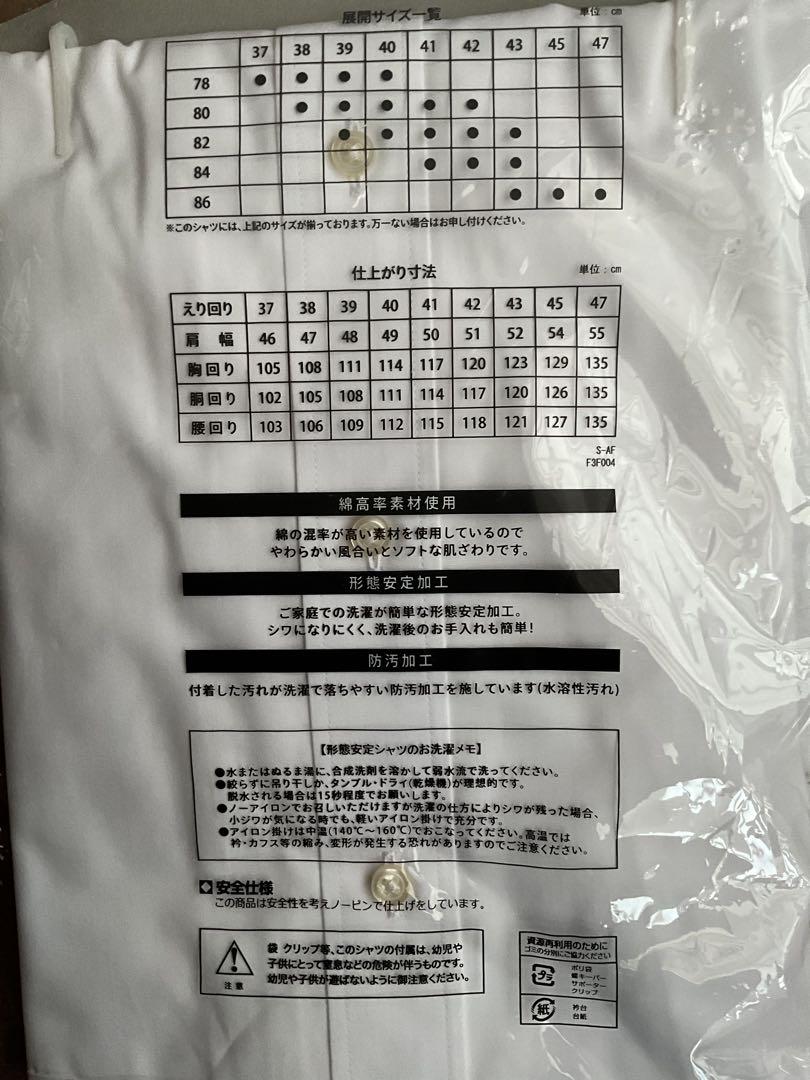 展開サイズ一覧
単位：cm
37 38 39 40 41 42 43 45 47
78 ● ● ● ●
80 ● ● ● ● ●
82 ● ● ● ● ●
84 ● ● ●
86 ● ● ●
※このシャツには、上記のサイズが揃っております。万一ない場合はお申し付けください。
仕上がり寸法
単位：cm
えり回り 37 38 39 40 41 42 43 45 47
肩 幅 46 47 48 49 50 51 52 54 55
胸回り 105 108 111 114 117 120 123 129 135
胴回り 102 105 108 111 114 117 120 126 135
腰回り 103 106 109 112 115 118 121 127 135
S-AF
F3F004
綿高率素材使用
綿の混率が高い素材を使用しているので
やわらかい風合いとソフトな肌ざわりです。
形態安定加工
ご家庭での洗濯が簡単な形態安定加工。
シワになりにくく、洗濯後のお手入れも簡単！
防汚加工
付着した汚れが洗濯で落ちやすい防汚加工を施しています(水溶性汚れ)
【形態安定シャツのお洗濯メモ】
●水またはぬるま湯に、合成洗剤を溶かして弱水流で洗ってください。
●絞らずに吊り干しか、タンブル・ドライ(乾燥機)が理想的です。
脱水される場合は15秒程度でお願いします。
●ノーアイロンでお召しいただけますが洗濯の仕方によりシワが残った場合、
小ジワが気になる時でも、軽いアイロン掛けで充分です。
●アイロン掛けは中温(140℃〜160℃)でおこなってください。高温では
衿・カフス等の縮み、変形が発生する恐れがありますのでご注意ください。
安全仕様
この商品は安全性を考えノーピンで仕上げをしています。
袋 クリップ等、このシャツの付属は、幼児や
子供にとって窒息などの危険が伴うものです。
幼児や子供が遊ばないように御注意ください。
注意
資源再利用のために
ゴミの分別にご協力ください
プラ
ポリ袋
蝶キーパー
サポーター
クリップ
紙
衿台
台紙